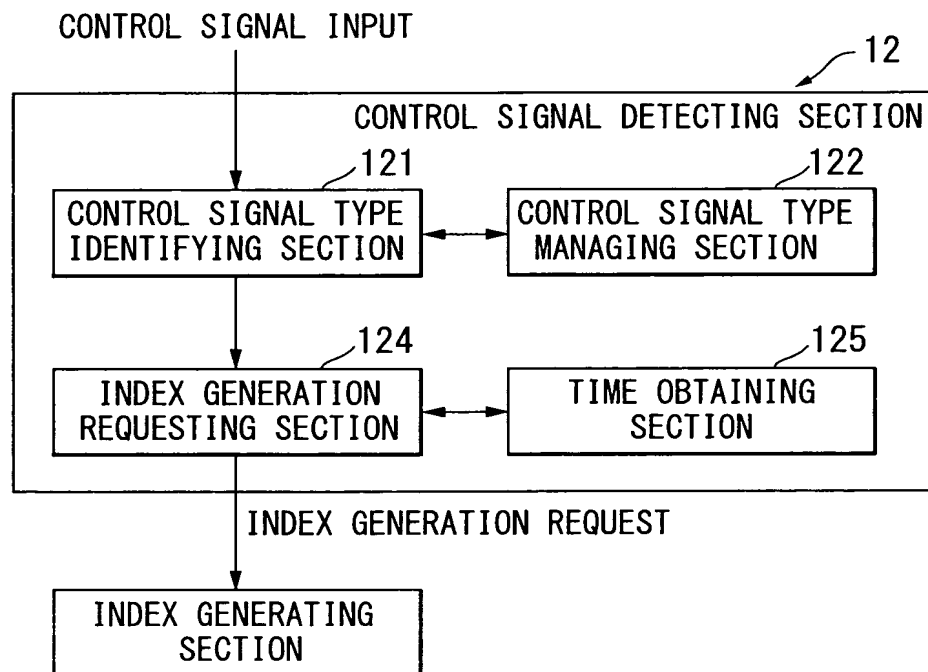 CONTROL SIGNAL INPUT
12
CONTROL SIGNAL DETECTING SECTION
121
CONTROL SIGNAL TYPE
IDENTIFYING SECTION
122
CONTROL SIGNAL TYPE
MANAGING SECTION
124
INDEX GENERATION
REQUESTING SECTION
125
TIME OBTAINING
SECTION
INDEX GENERATION REQUEST
INDEX GENERATING
SECTION